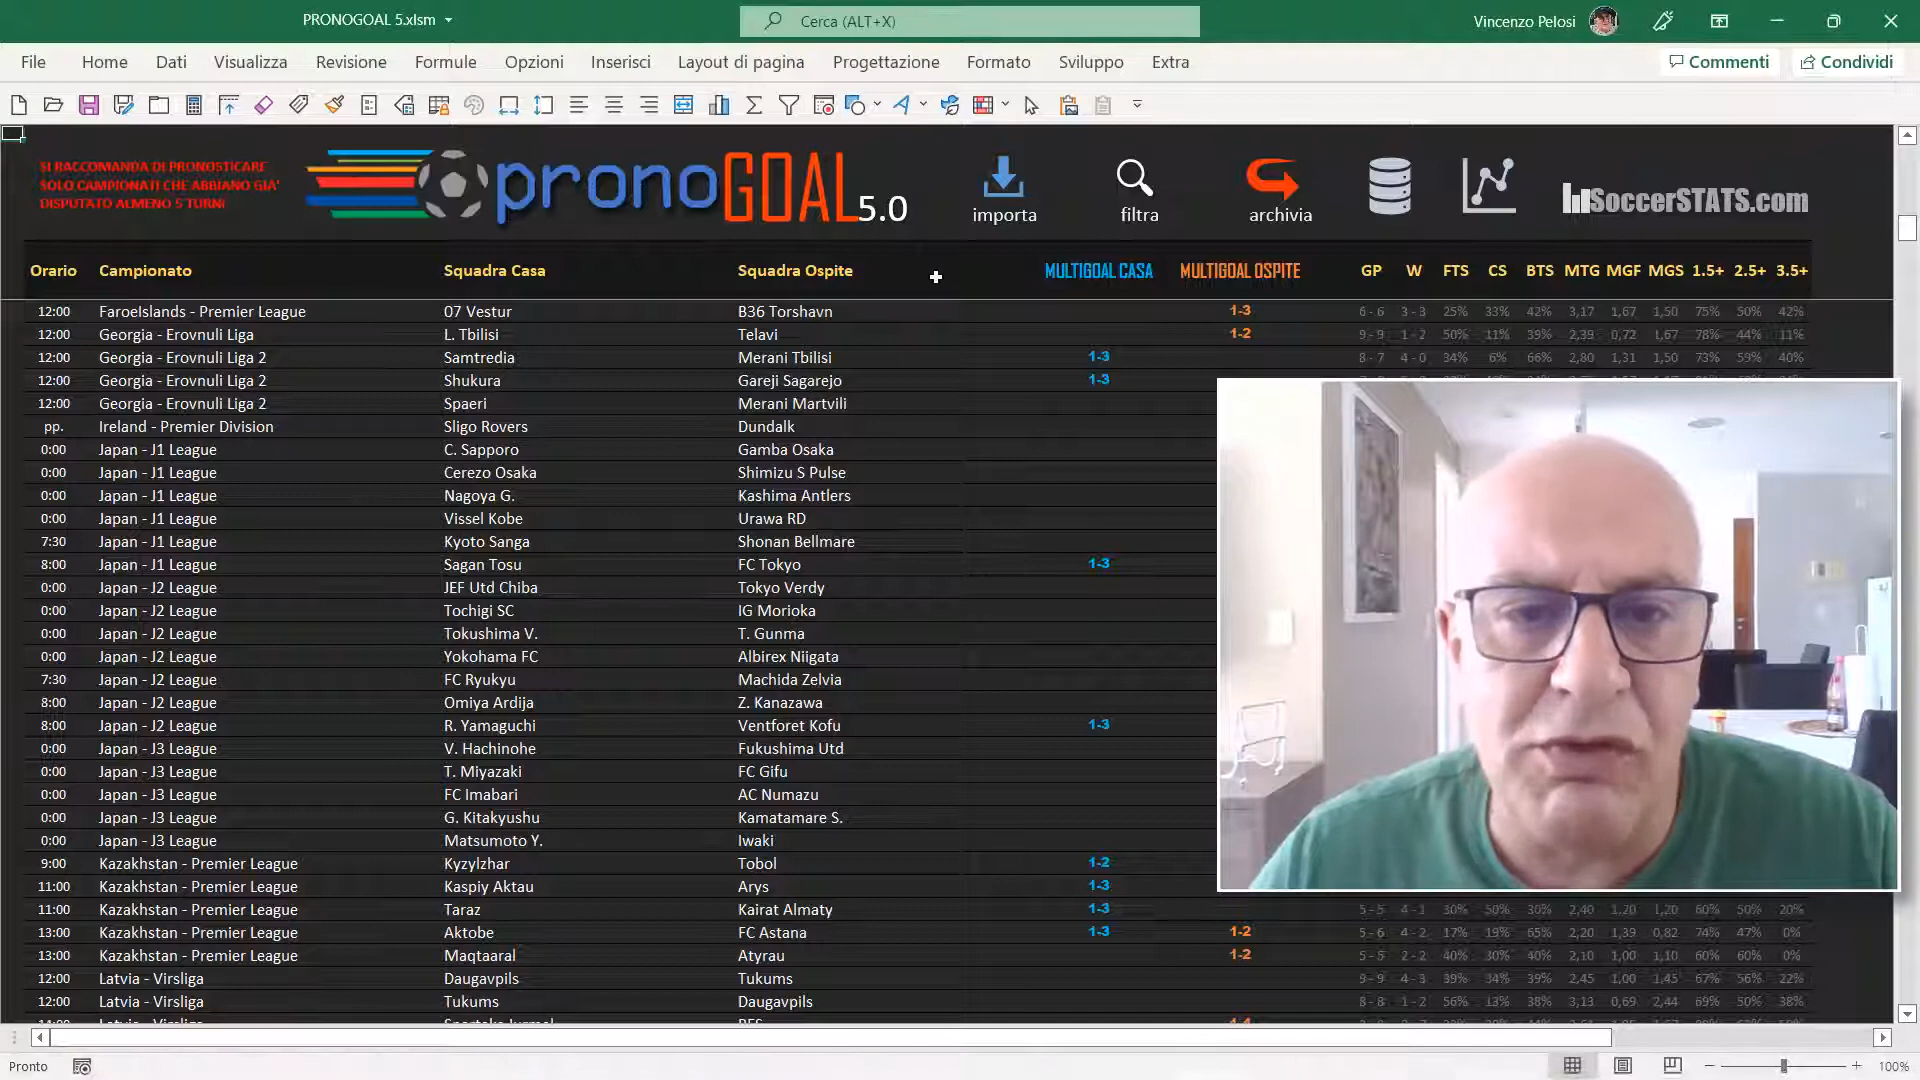 PRONOGOAL 5.xlsm
Cerca (ALT+X)
Vincenzo Pelosi
File Home Dati Visualizza Revisione Formule Opzioni Inserisci Layout di pagina Progettazione Formato Sviluppo Extra
Commenti Condividi
SI RACCOMANDA DI PRONOSTICARE
SOLO CAMPIONATI CHE ABBIANO GIA'
DISPUTATO ALMENO 5 TURNI
pronoGOAL 5.0
importa filtra archivia
SoccerSTATS.com
Orario Campionato Squadra Casa Squadra Ospite MULTIGOAL CASA MULTIGOAL OSPITE GP W FTS CS BTS MTG MGF MGS 1.5+ 2.5+ 3.5+
12:00 FaroeIslands - Premier League 07 Vestur B36 Torshavn 1-3 6 - 6 3 - 3 25% 33% 42% 3,17 1,67 1,50 75% 50% 42%
12:00 Georgia - Erovnuli Liga L. Tbilisi Telavi 1-2 9 - 9 1 - 2 50% 11% 39% 2,39 0,72 1,67 78% 44% 11%
12:00 Georgia - Erovnuli Liga 2 Samtredia Merani Tbilisi 1-3 8 - 7 4 - 0 34% 6% 66% 2,80 1,31 1,50 73% 59% 40%
12:00 Georgia - Erovnuli Liga 2 Shukura Gareji Sagarejo 1-3
12:00 Georgia - Erovnuli Liga 2 Spaeri Merani Martvili
pp. Ireland - Premier Division Sligo Rovers Dundalk
0:00 Japan - J1 League C. Sapporo Gamba Osaka
0:00 Japan - J1 League Cerezo Osaka Shimizu S Pulse
0:00 Japan - J1 League Nagoya G. Kashima Antlers
0:00 Japan - J1 League Vissel Kobe Urawa RD
7:30 Japan - J1 League Kyoto Sanga Shonan Bellmare
8:00 Japan - J1 League Sagan Tosu FC Tokyo 1-3
0:00 Japan - J2 League JEF Utd Chiba Tokyo Verdy
0:00 Japan - J2 League Tochigi SC IG Morioka
0:00 Japan - J2 League Tokushima V. T. Gunma
0:00 Japan - J2 League Yokohama FC Albirex Niigata
7:30 Japan - J2 League FC Ryukyu Machida Zelvia
8:00 Japan - J2 League Omiya Ardija Z. Kanazawa
8:00 Japan - J2 League R. Yamaguchi Ventforet Kofu 1-3
0:00 Japan - J3 League V. Hachinohe Fukushima Utd
0:00 Japan - J3 League T. Miyazaki FC Gifu
0:00 Japan - J3 League FC Imabari AC Numazu
0:00 Japan - J3 League G. Kitakyushu Kamatamare S.
0:00 Japan - J3 League Matsumoto Y. Iwaki
9:00 Kazakhstan - Premier League Kyzylzhar Tobol 1-2
11:00 Kazakhstan - Premier League Kaspiy Aktau Arys 1-3
11:00 Kazakhstan - Premier League Taraz Kairat Almaty 1-3 5 - 5 4 - 1 30% 50% 30% 2,40 1,20 1,20 60% 50% 20%
13:00 Kazakhstan - Premier League Aktobe FC Astana 1-3 1-2 5 - 6 4 - 2 17% 19% 65% 2,20 1,39 0,82 74% 47% 0%
13:00 Kazakhstan - Premier League Maqtaaral Atyrau 1-2 5 - 5 2 - 2 40% 30% 40% 2,10 1,00 1,10 60% 60% 0%
12:00 Latvia - Virsliga Daugavpils Tukums 9 - 9 4 - 3 39% 34% 39% 2,45 1,00 1,45 67% 56% 22%
12:00 Latvia - Virsliga Tukums Daugavpils 8 - 8 1 - 2 56% 13% 38% 3,13 0,69 2,44 69% 50% 38%
Pronto
100%